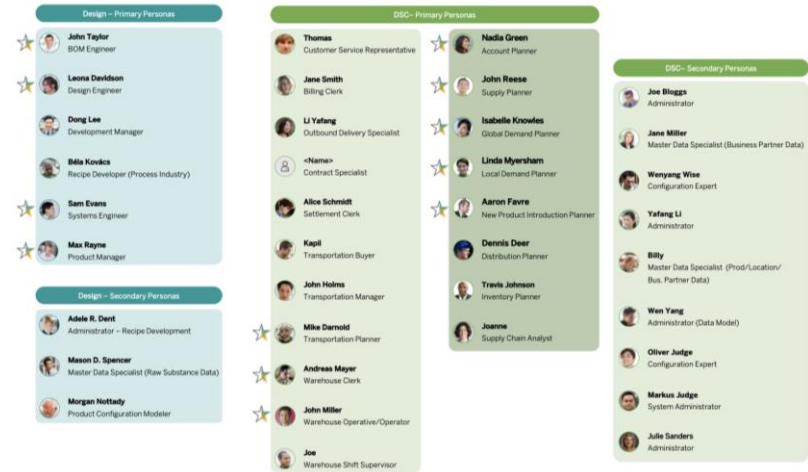 Design – Primary Personas
John Taylor
BOM Engineer
Leona Davidson
Design Engineer
Dong Lee
Development Manager
Béla Kovács
Recipe Developer (Process Industry)
Sam Evans
Systems Engineer
Max Rayne
Product Manager
Design – Secondary Personas
Adele R. Dent
Administrator – Recipe Development
Mason D. Spencer
Master Data Specialist (Raw Substance Data)
Morgan Nottady
Product Configuration Modeler
DSC– Primary Personas
Thomas
Customer Service Representative
Jane Smith
Billing Clerk
Li Yafang
Outbound Delivery Specialist
<Name>
Contract Specialist
Alice Schmidt
Settlement Clerk
Kapil
Transportation Buyer
John Holms
Transportation Manager
Mike Darnold
Transportation Planner
Andreas Mayer
Warehouse Clerk
John Miller
Warehouse Operative/Operator
Joe
Warehouse Shift Supervisor
Nadia Green
Account Planner
John Reese
Supply Planner
Isabelle Knowles
Global Demand Planner
Linda Myersham
Local Demand Planner
Aaron Favre
New Product Introduction Planner
Dennis Deer
Distribution Planner
Travis Johnson
Inventory Planner
Joanne
Supply Chain Analyst
DSC– Secondary Personas
Joe Bloggs
Administrator
Jane Miller
Master Data Specialist (Business Partner Data)
Wenyang Wise
Configuration Expert
Yafang Li
Administrator
Billy
Master Data Specialist (Prod/Location/
Bus. Partner Data)
Wen Yang
Administrator (Data Model)
Oliver Judge
Configuration Expert
Markus Judge
System Administrator
Julie Sanders
Administrator